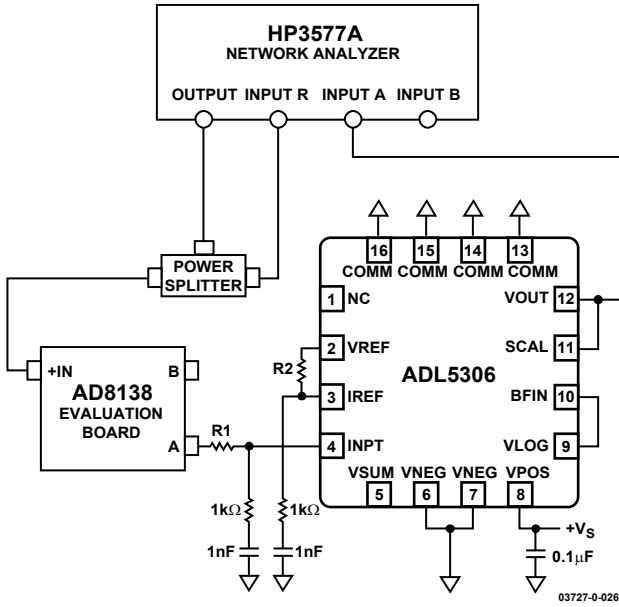 HP3577A
NETWORK ANALYZER
OUTPUT INPUT R INPUT A INPUT B
16 15 14 13
COMM COMM COMM COMM
POWER
SPLITTER
1 NC
VOUT 12
2 VREF
SCAL 11
R2
ADL5306
+IN
B
AD8138
EVALUATION
BOARD
A
3 IREF
BFIN 10
R1
4 INPT
VLOG 9
VSUM VNEG VNEG VPOS
5 6 7 8
1kΩ 1kΩ
+VS
1nF 1nF
0.1µF
03727-0-026